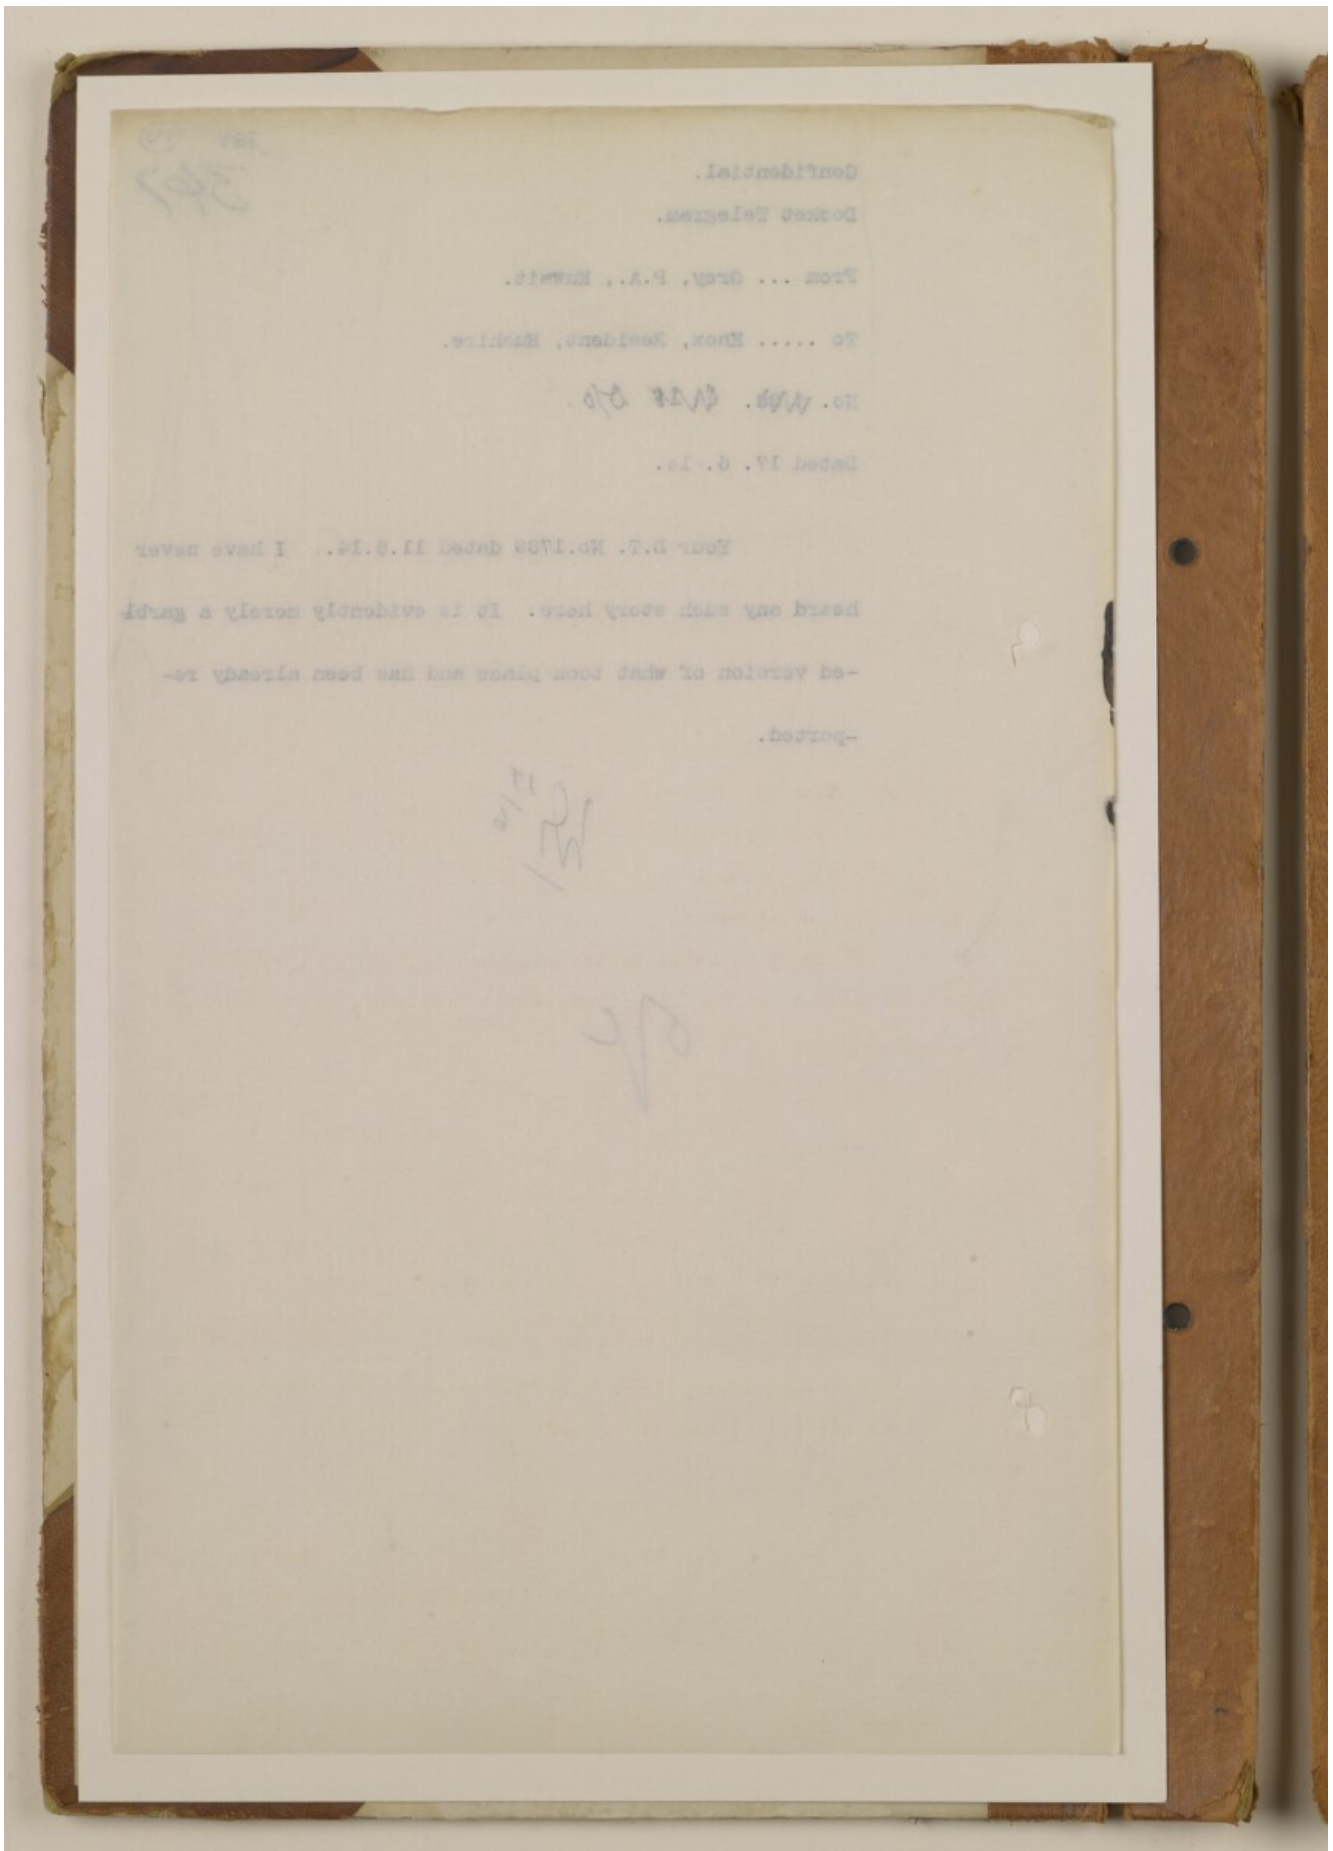 367
Confidential.
Docket Telegram.
From ... Grey, P.A., Kuwait.
To ..... Knox, Resident, Bushire.
No.
Dated 17. 6. 14.
Your D.T. No.1789 dated 11.6.14. I have never
heard any such story here. It is evidently merely a garbl-
-ed version of what took place and has been already re-
-ported.